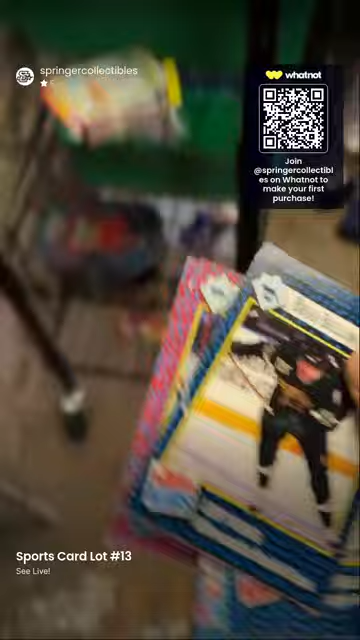 springercollectibles
whatnot
Join
@springercollectibl
es on Whatnot to
make your first
purchase!
Sports Card Lot #13
See Live!